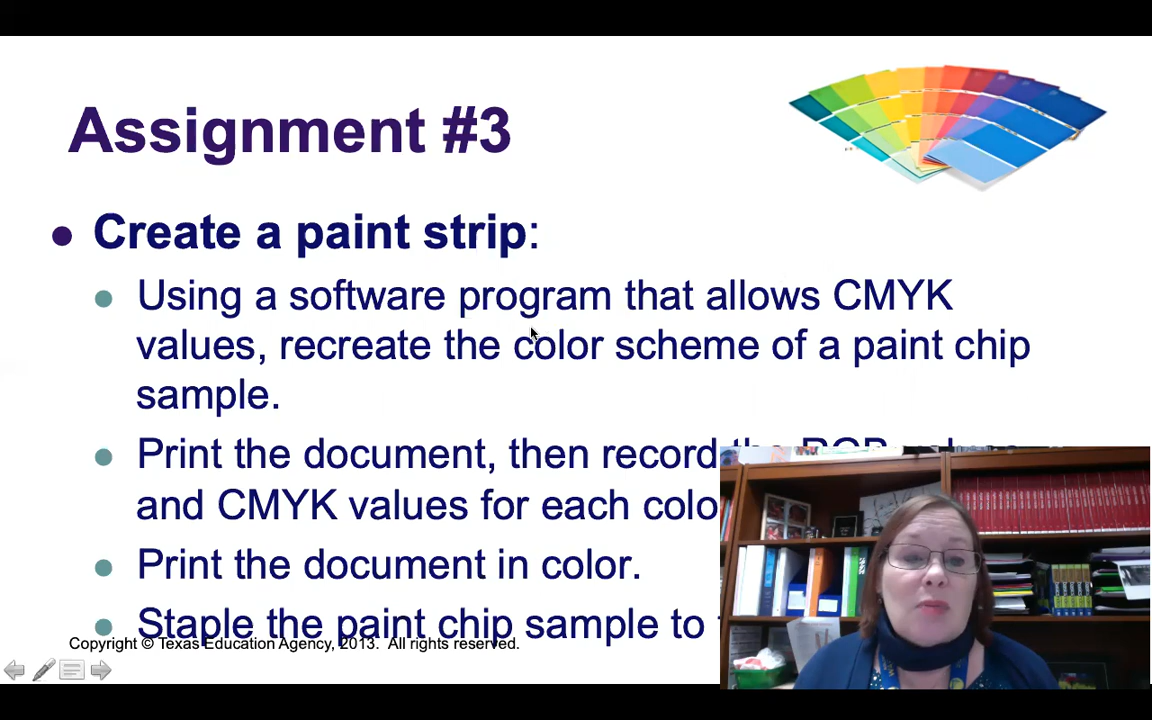 Assignment #3
Create a paint strip:
Using a software program that allows CMYK
values, recreate the color scheme of a paint chip
sample.
Print the document, then record the RGB
and CMYK values for each colo
Print the document in color.
Staple the paint chip sample to
Copyright © Texas Education Agency, 2013. All rights reserved.